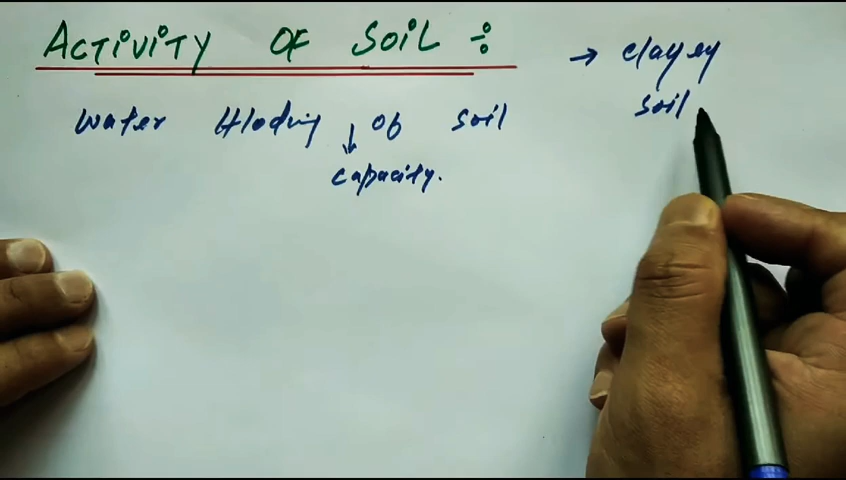 ACTiViTY OF SOiL ÷
→ clayey
soil
water Hloding ↓ of soil
capacity.